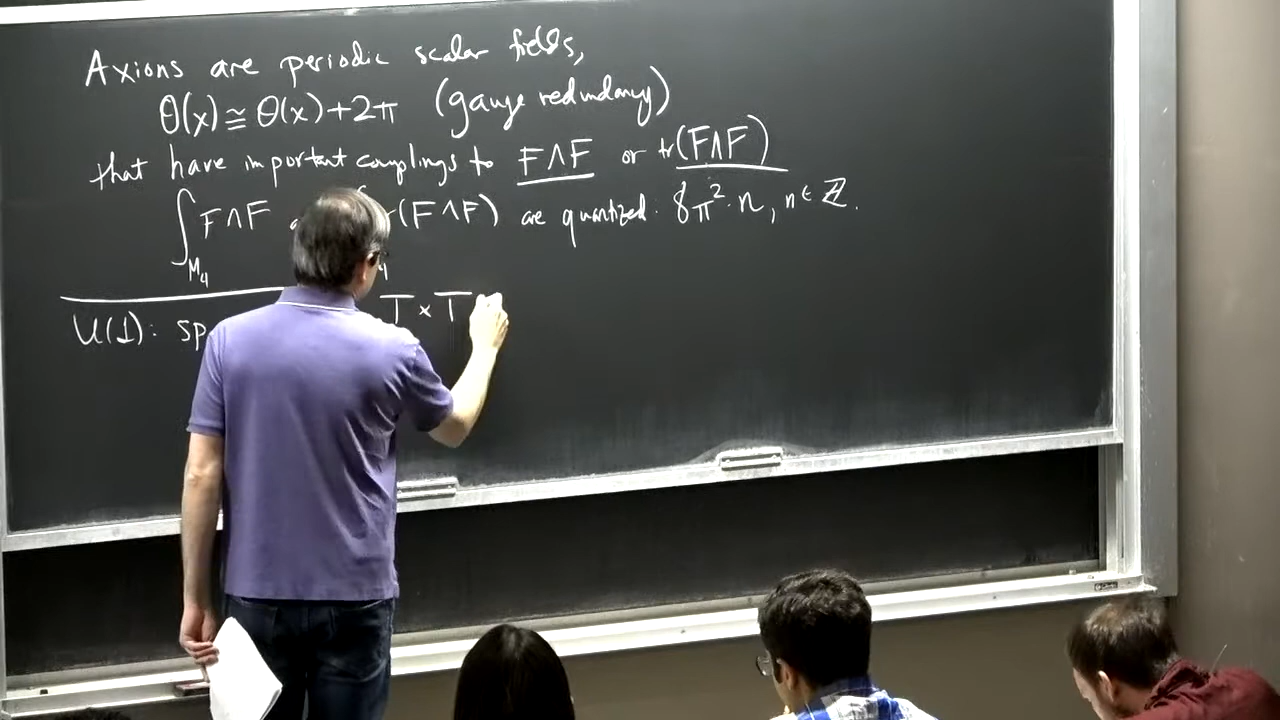 Axions are periodic scalar fields,
θ(x) ≅ θ(x)+2π (gauge redundancy)
that have important couplings to F∧F or tr(F∧F)
∫_{M_4} F∧F (F∧F) are quantized. 8π²·n, n∈ℤ.
U(1): T × T